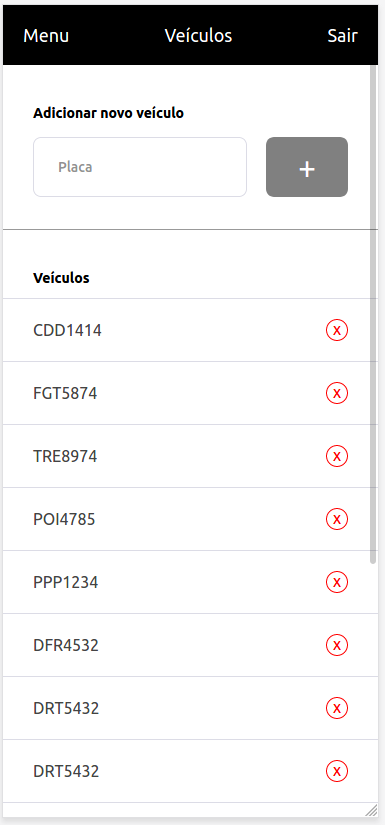 Menu Veículos Sair
Adicionar novo veículo
Placa +
Veículos
CDD1414 X
FGT5874 X
TRE8974 X
POI4785 X
PPP1234 X
DFR4532 X
DRT5432 X
DRT5432 X